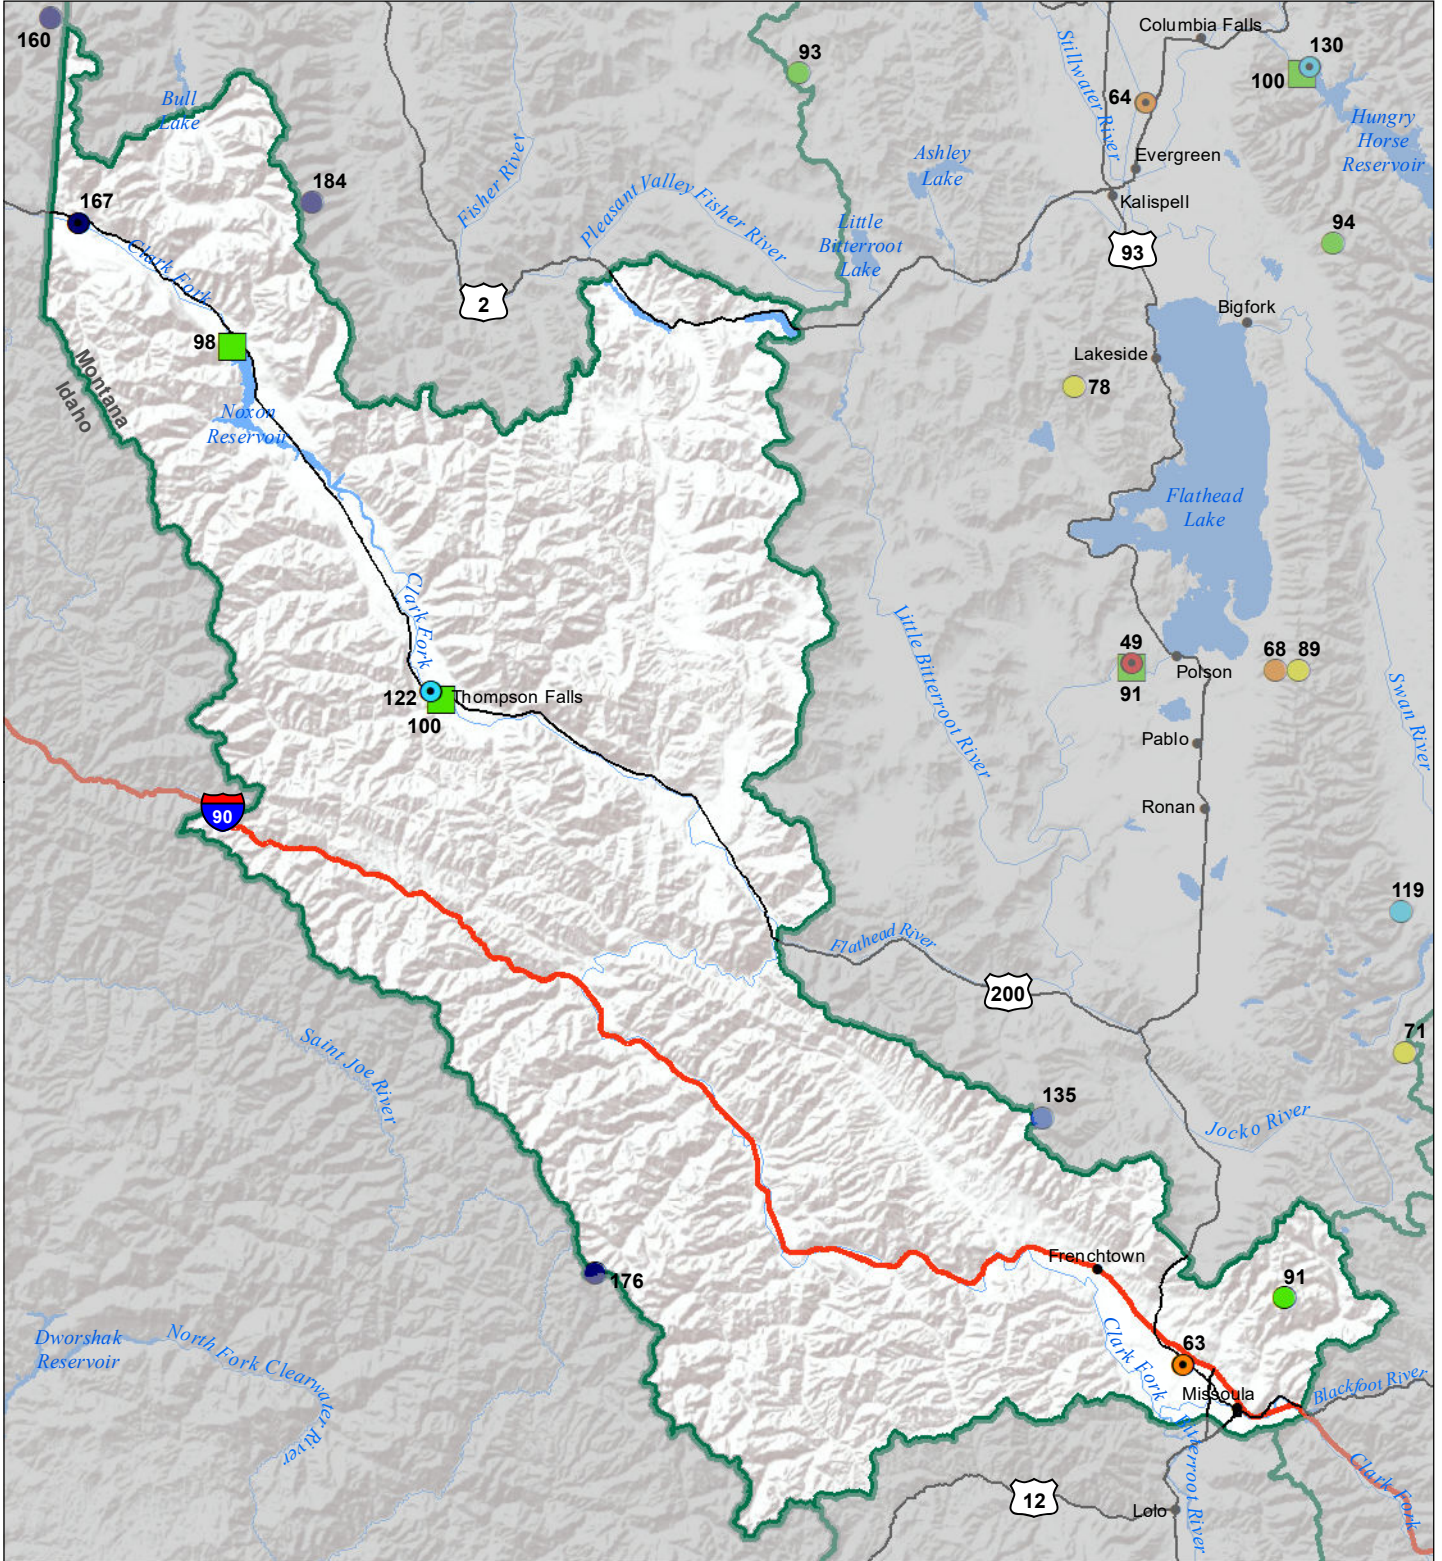 160
93
Columbia Falls
130
100
64
Stillwater River
Bull
Lake
Hungry
Horse
Reservoir
Fisher River
Ashley
Lake
Evergreen
184
Pleasant Valley Fisher River
Kalispell
167
Little
Bitterroot
Lake
94
93
Clark Fork
2
Bigfork
98
Lakeside
78
Montana
Idaho
Noxon
Reservoir
Flathead
Lake
Clark Fork
Little Bitterroot River
49
91
68
89
Polson
Swan River
122
Thompson Falls
100
Pablo
90
Ronan
119
Flathead River
200
Saint Joe River
71
135
Jocko River
Frenchtown
176
91
Dworshak
Reservoir
North Fork Clearwater River
Clark Fork
63
Missoula
Blackfoot River
Bitterroot River
Clark Fork
12
Lolo